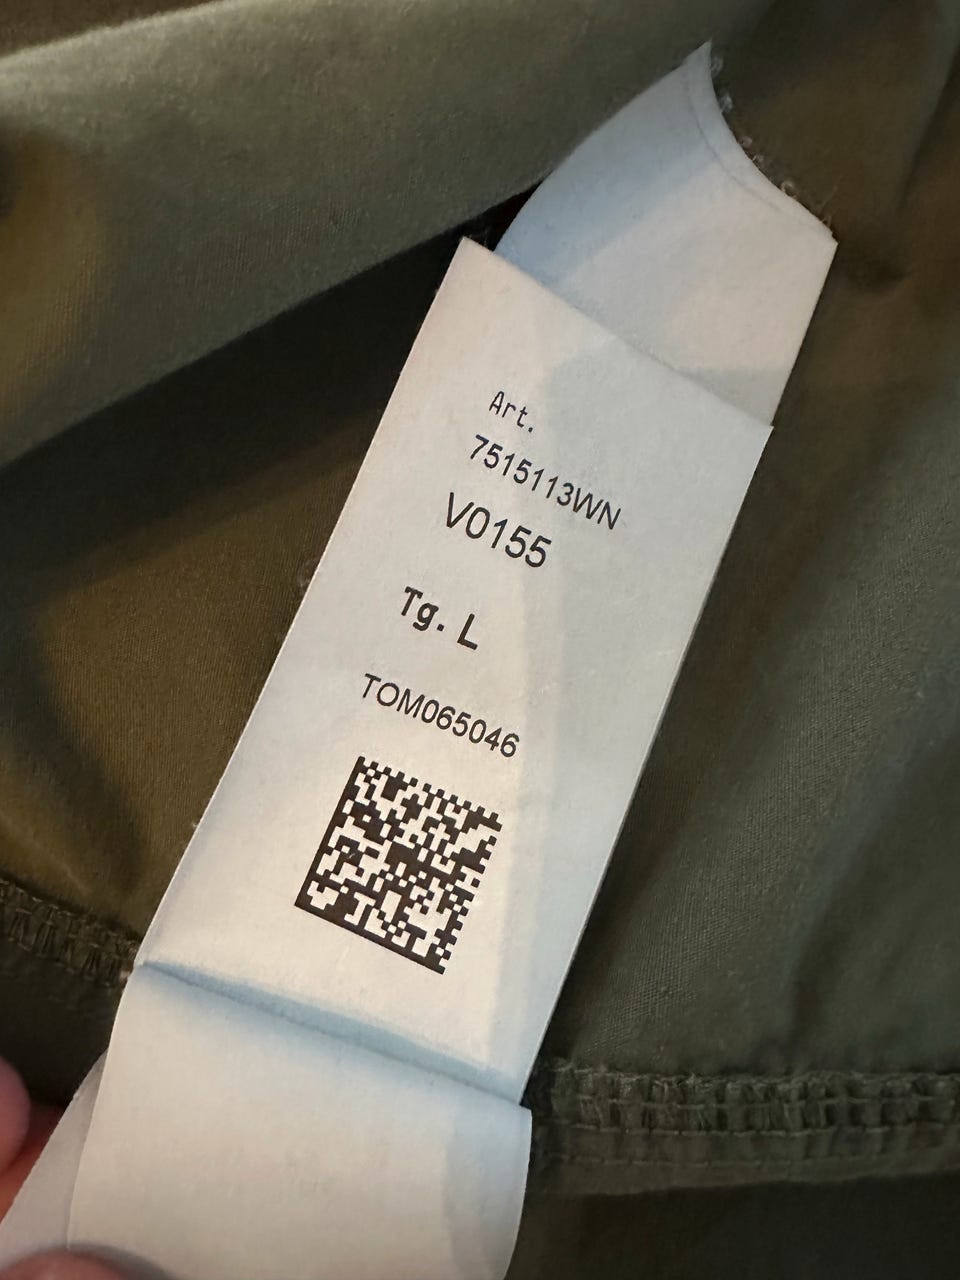 Art.
7515113WN
V0155
Tg. L
TOM065046